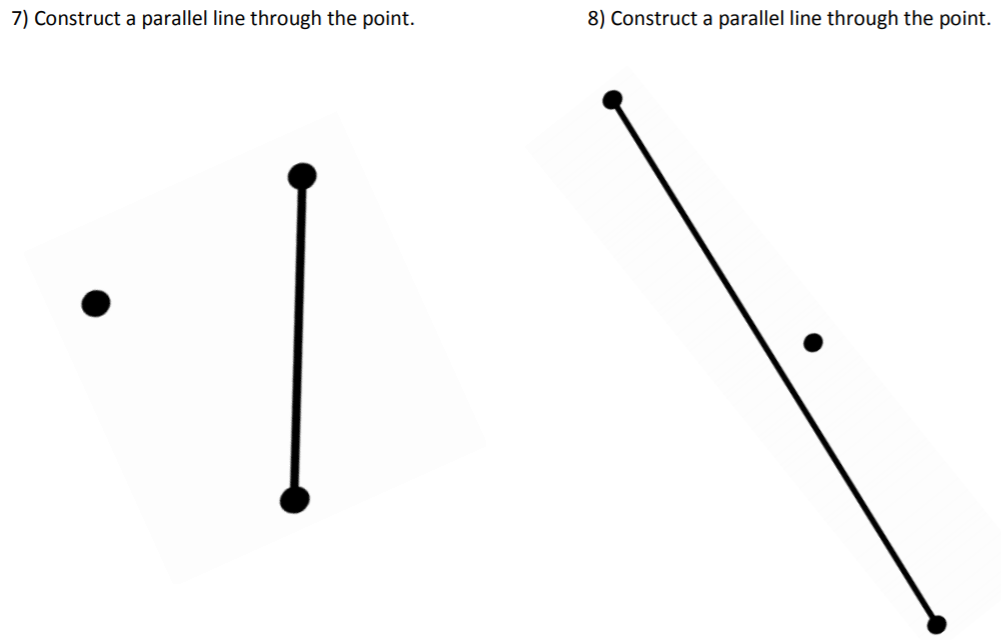 7) Construct a parallel line through the point.
8) Construct a parallel line through the point.